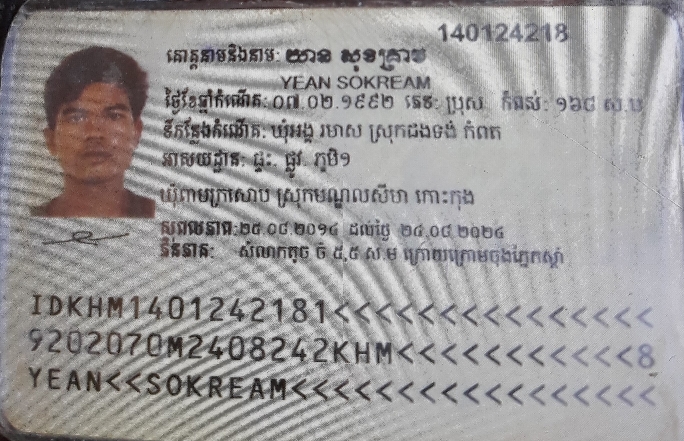 140124218
គោត្តនាមនិងនាម: យាន សុខគ្រាម
YEAN SOKREAM
ថ្ងៃខែឆ្នាំកំណើត: ០៧.០២.១៩៩២ ភេទ: ប្រុស កំពស់: ១៦៨ ស.ម
ទីកន្លែងកំណើត: ឃុំអង្គ រមាស ស្រុកដងទង់ កំពត
អាសយដ្ឋាន: ផ្ទះ. ផ្លូវ. ភូមិ១
ឃុំពាមក្រសោប ស្រុកមណ្ឌលសីមា កោះកុង
សុពលភាព: ២៥.០៨.២០១៤ ដល់ថ្ងៃ ២៤.០៨.២០២៤
ភិនភាគ: សំលាកតូច ចំ ៥,៥ ស.ម ក្រោយក្រោមចុងភ្នែកស្តាំ
IDKHM1401242181<<<<<<<<<<<<<<<
9202070M2408242KHM<<<<<<<<<<<8
YEAN<<SOKREAM<<<<<<<<<<<<<<<<<